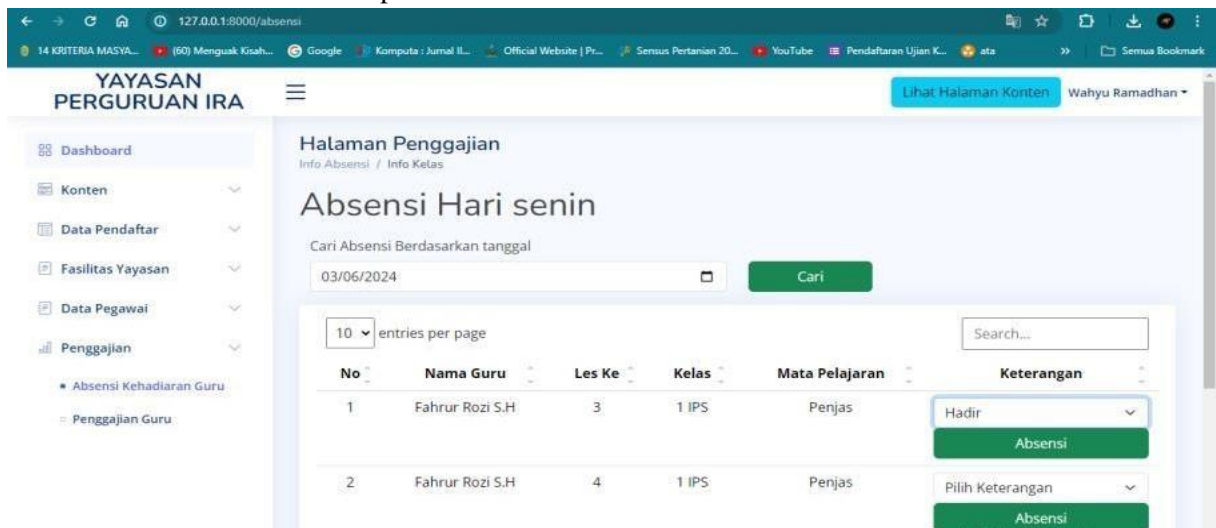 127.0.0.1:8000/absensi
14 KRITERIA MASYA... (60) Menguak Kisah... Google Komputa : Jurnal Il... Official Website | Pr... Sensus Pertanian 20... YouTube Pendaftaran Ujian K... ata » Semua Bookmark
YAYASAN
PERGURUAN IRA
Lihat Halaman Konten Wahyu Ramadhan
Dashboard
Konten
Data Pendaftar
Fasilitas Yayasan
Data Pegawai
Penggajian
Absensi Kehadiaran Guru
Penggajian Guru
Halaman Penggajian
Info Absensi / Info Kelas
Absensi Hari senin
Cari Absensi Berdasarkan tanggal
03/06/2024 Cari
10 entries per page Search...
No Nama Guru Les Ke Kelas Mata Pelajaran Keterangan
1 Fahrur Rozi S.H 3 1 IPS Penjas Hadir
Absensi
2 Fahrur Rozi S.H 4 1 IPS Penjas Pilih Keterangan
Absensi